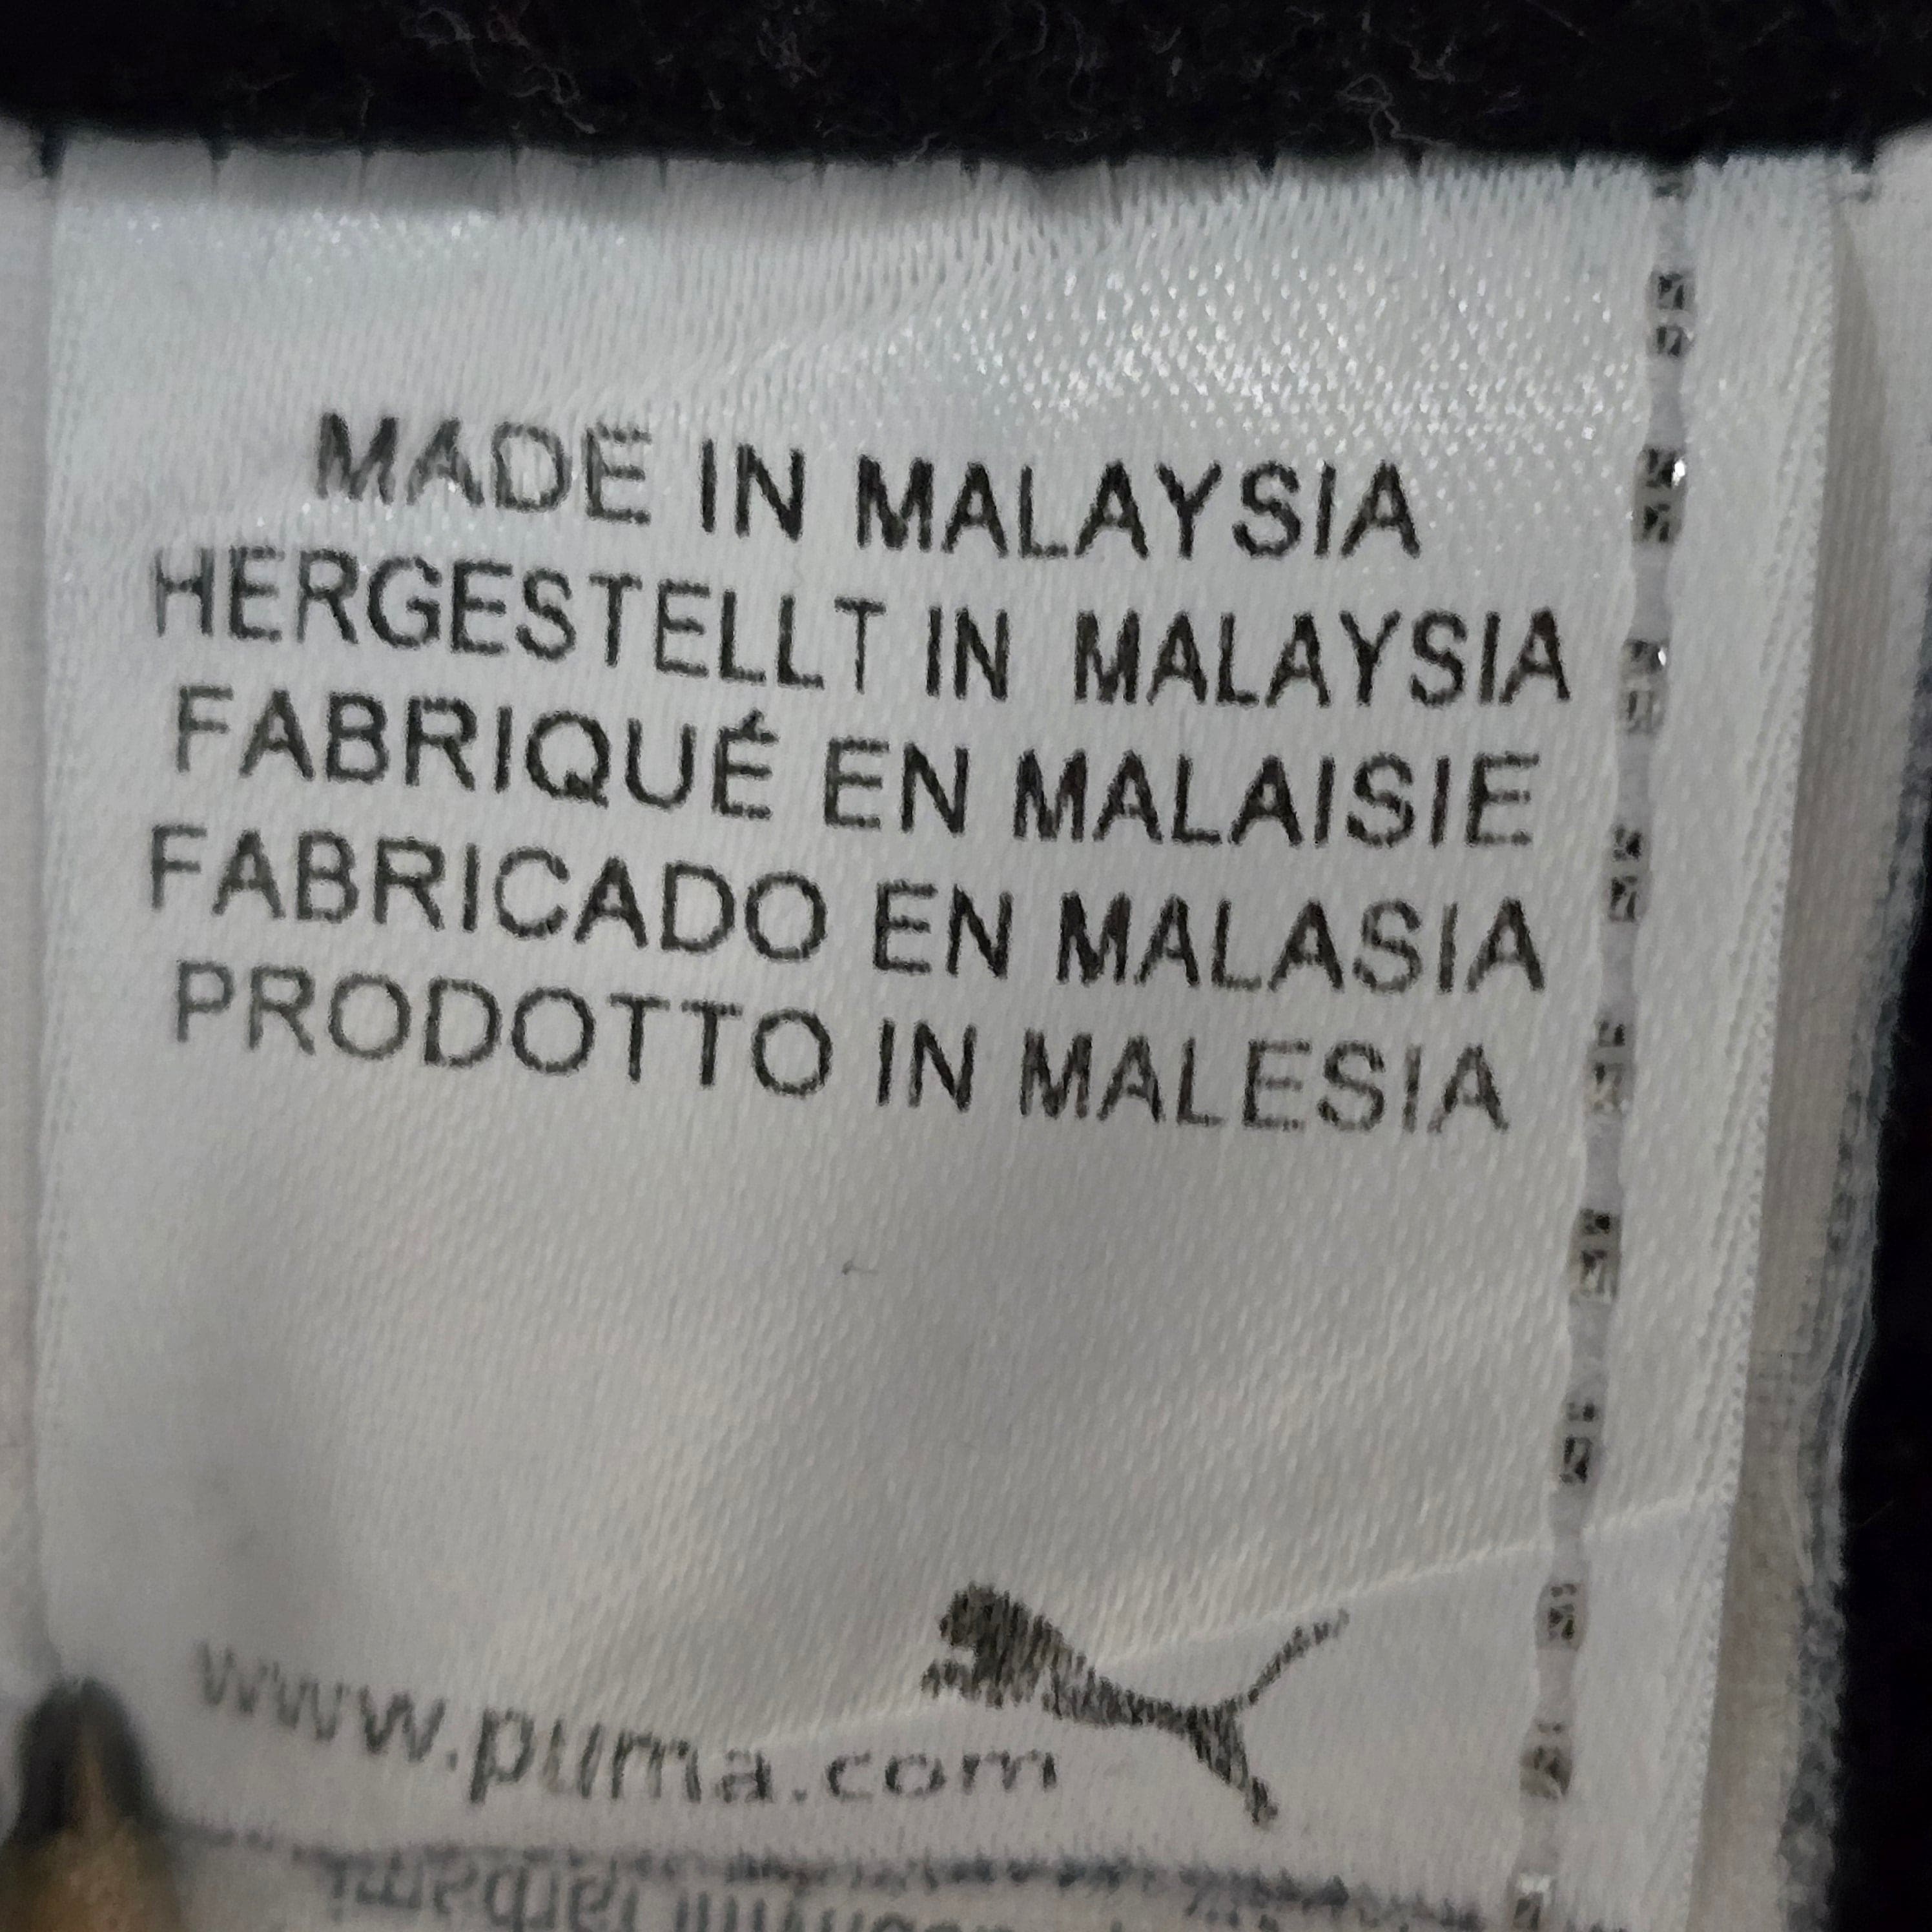 MADE IN MALAYSIA
HERGESTELLT IN MALAYSIA
FABRIQUÉ EN MALAISIE
FABRICADO EN MALASIA
PRODOTTO IN MALESIA
www.puma.com